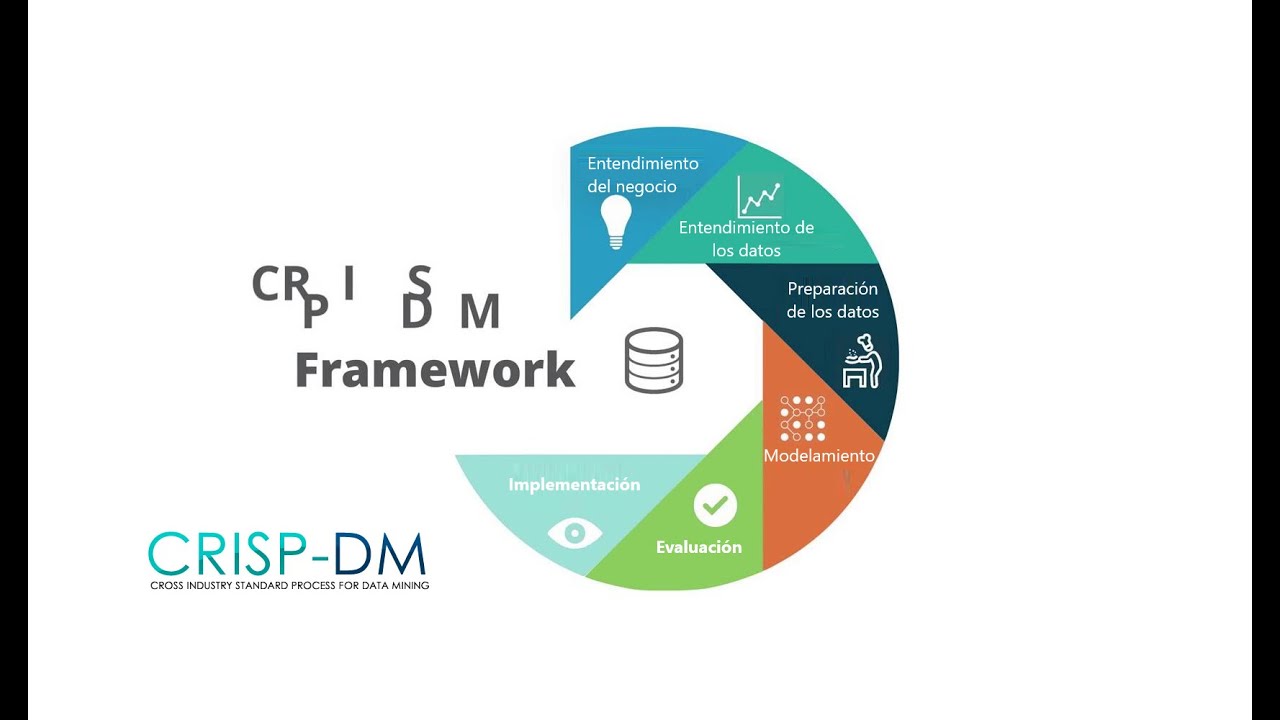 Entendimiento
del negocio
Entendimiento de
los datos
Preparación
de los datos
CR I S
P D M
Framework
Modelamiento
Implementación
Evaluación
CRISP-DM
CROSS INDUSTRY STANDARD PROCESS FOR DATA MINING